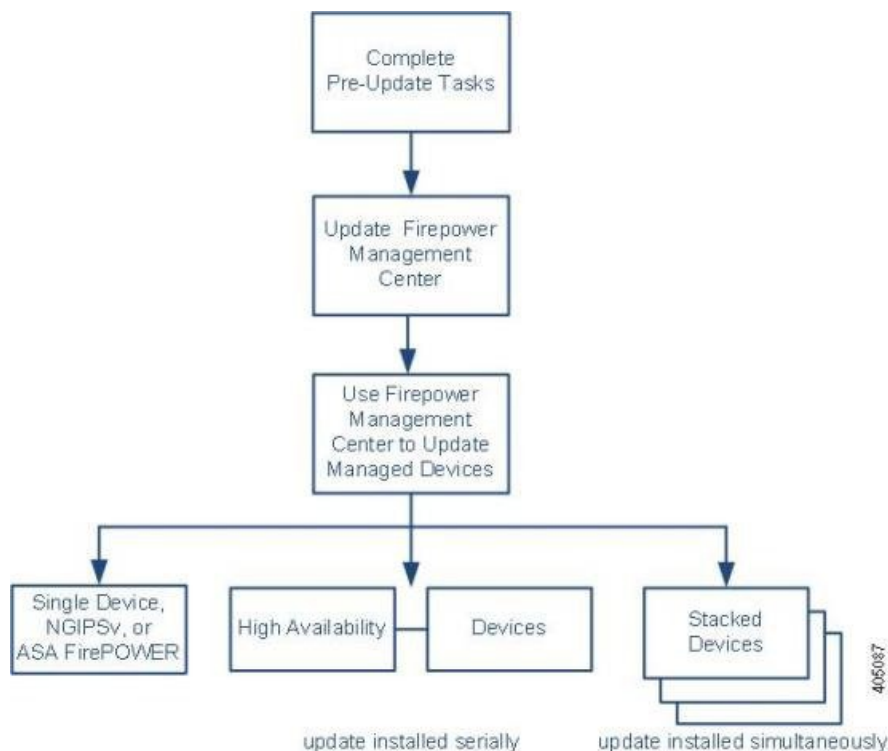 Complete
Pre-Update Tasks
Update Firepower
Management
Center
Use Firepower
Management
Center to Update
Managed Devices
Single Device,
NGIPSv, or
ASA FirePOWER
High Availability
Devices
Stacked
Devices
405087
update installed serially
update installed simultaneously